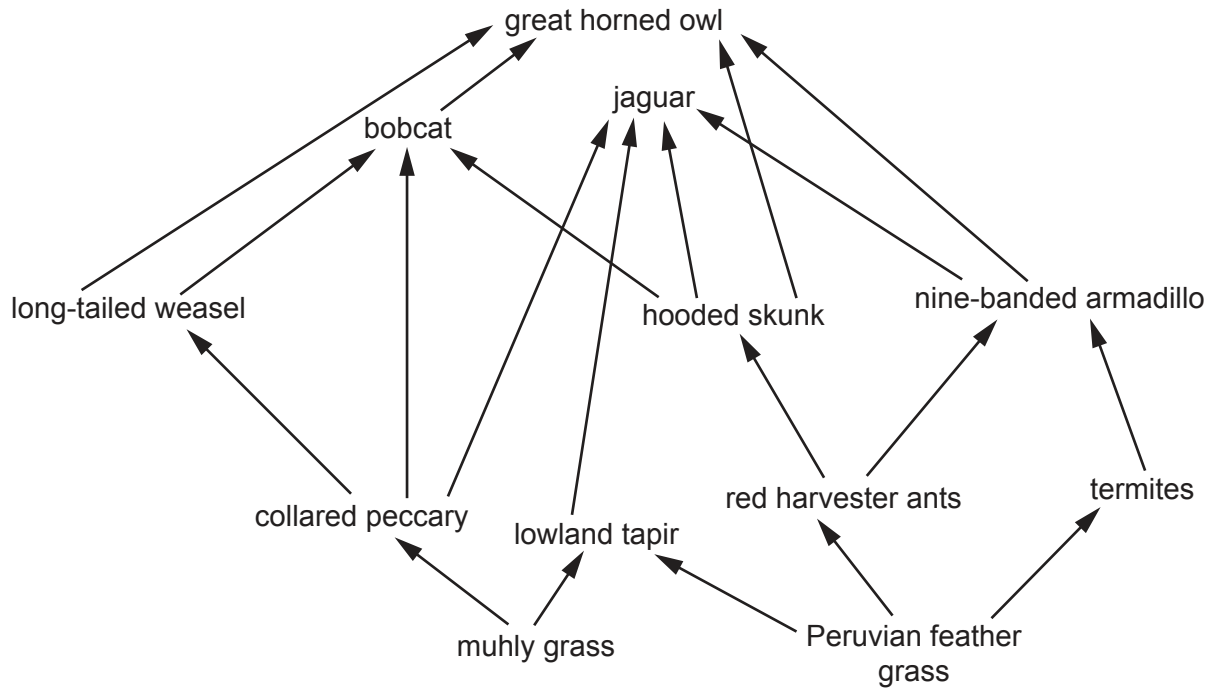 great horned owl
jaguar
bobcat
long-tailed weasel
hooded skunk
nine-banded armadillo
collared peccary
lowland tapir
red harvester ants
termites
muhly grass
Peruvian feather
grass